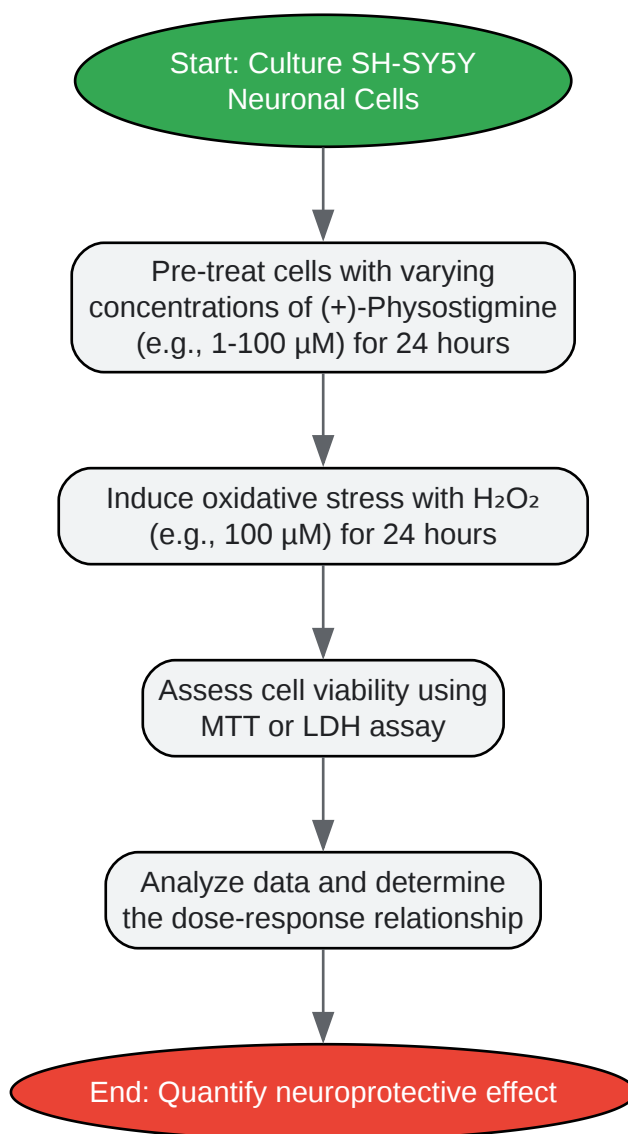 Start: Culture SH-SY5Y
Neuronal Cells
Pre-treat cells with varying
concentrations of (+)-Physostigmine
(e.g., 1-100 µM) for 24 hours
Induce oxidative stress with H₂O₂
(e.g., 100 µM) for 24 hours
Assess cell viability using
MTT or LDH assay
Analyze data and determine
the dose-response relationship
End: Quantify neuroprotective effect